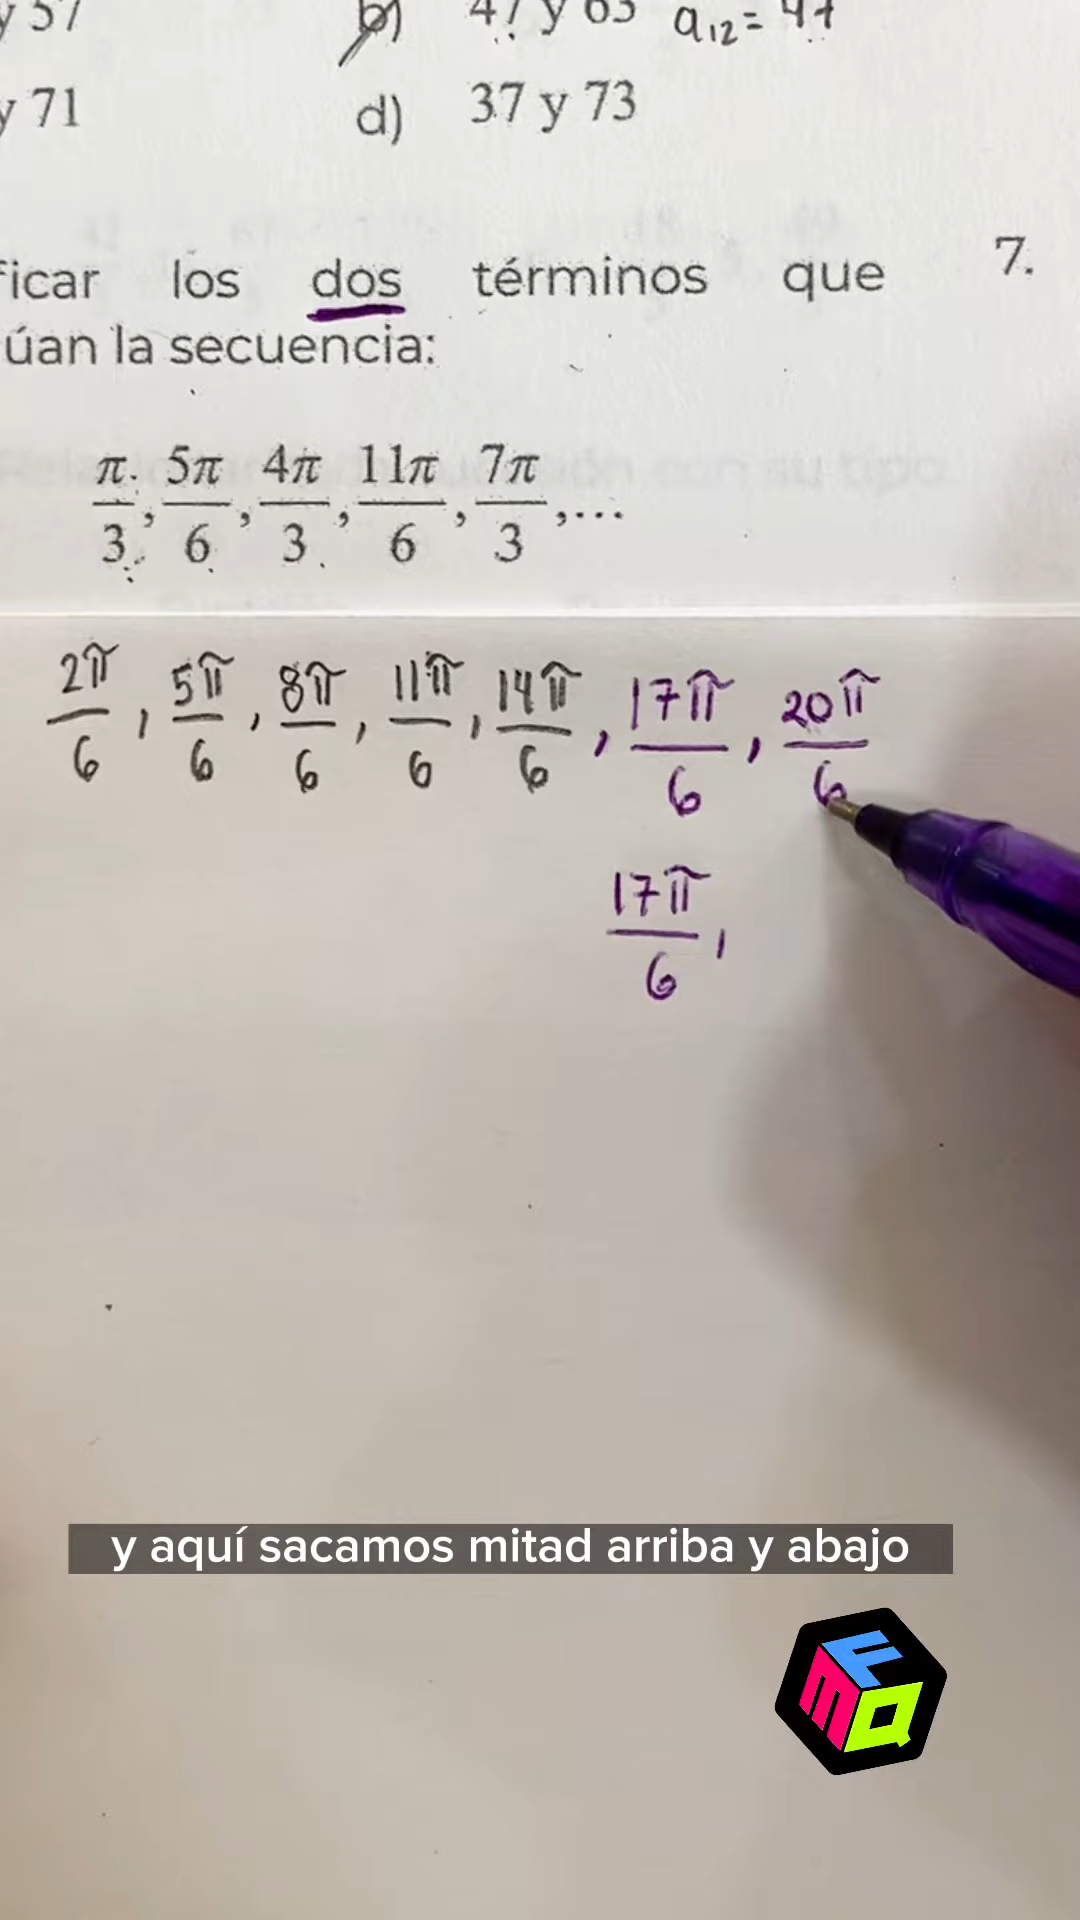 y 57 b) 47 y 63 a₁₂ = 47
y 71 d) 37 y 73
ficar los dos términos que 7.
úan la secuencia:
π/3, 5π/6, 4π/3, 11π/6, 7π/3, ...
2π/6, 5π/6, 8π/6, 11π/6, 14π/6, 17π/6, 20π/6
17π/6,
y aquí sacamos mitad arriba y abajo
FMQ